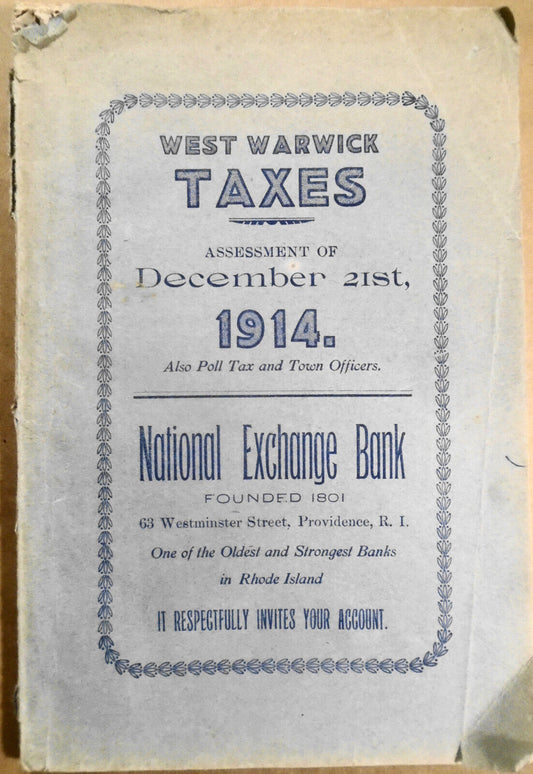 WEST WARWICK
TAXES
ASSESSMENT OF
December 21st,
1914.
Also Poll Tax and Town Officers.
National Exchange Bank
FOUNDED 1801
63 Westminster Street, Providence, R. I.
One of the Oldest and Strongest Banks
in Rhode Island
IT RESPECTFULLY INVITES YOUR ACCOUNT.